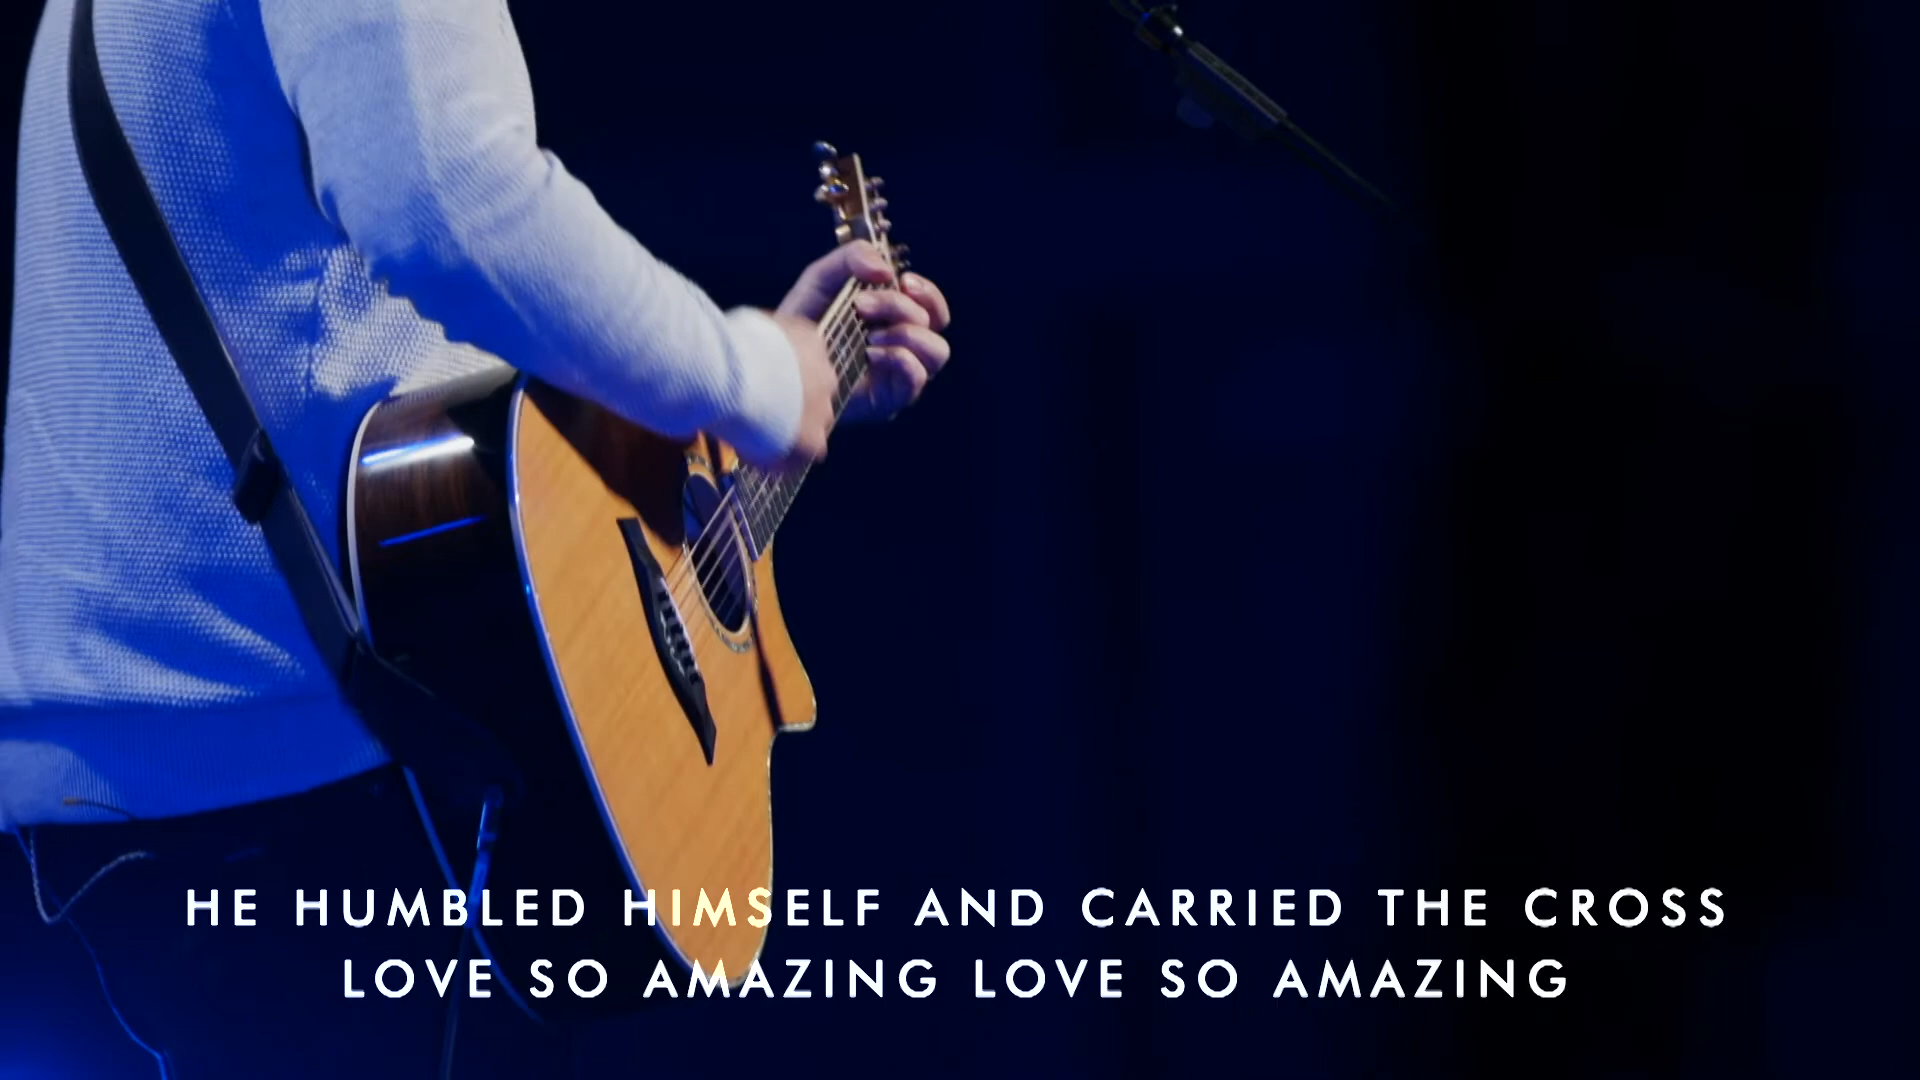 HE HUMBLED HIMSELF AND CARRIED THE CROSS
LOVE SO AMAZING LOVE SO AMAZING